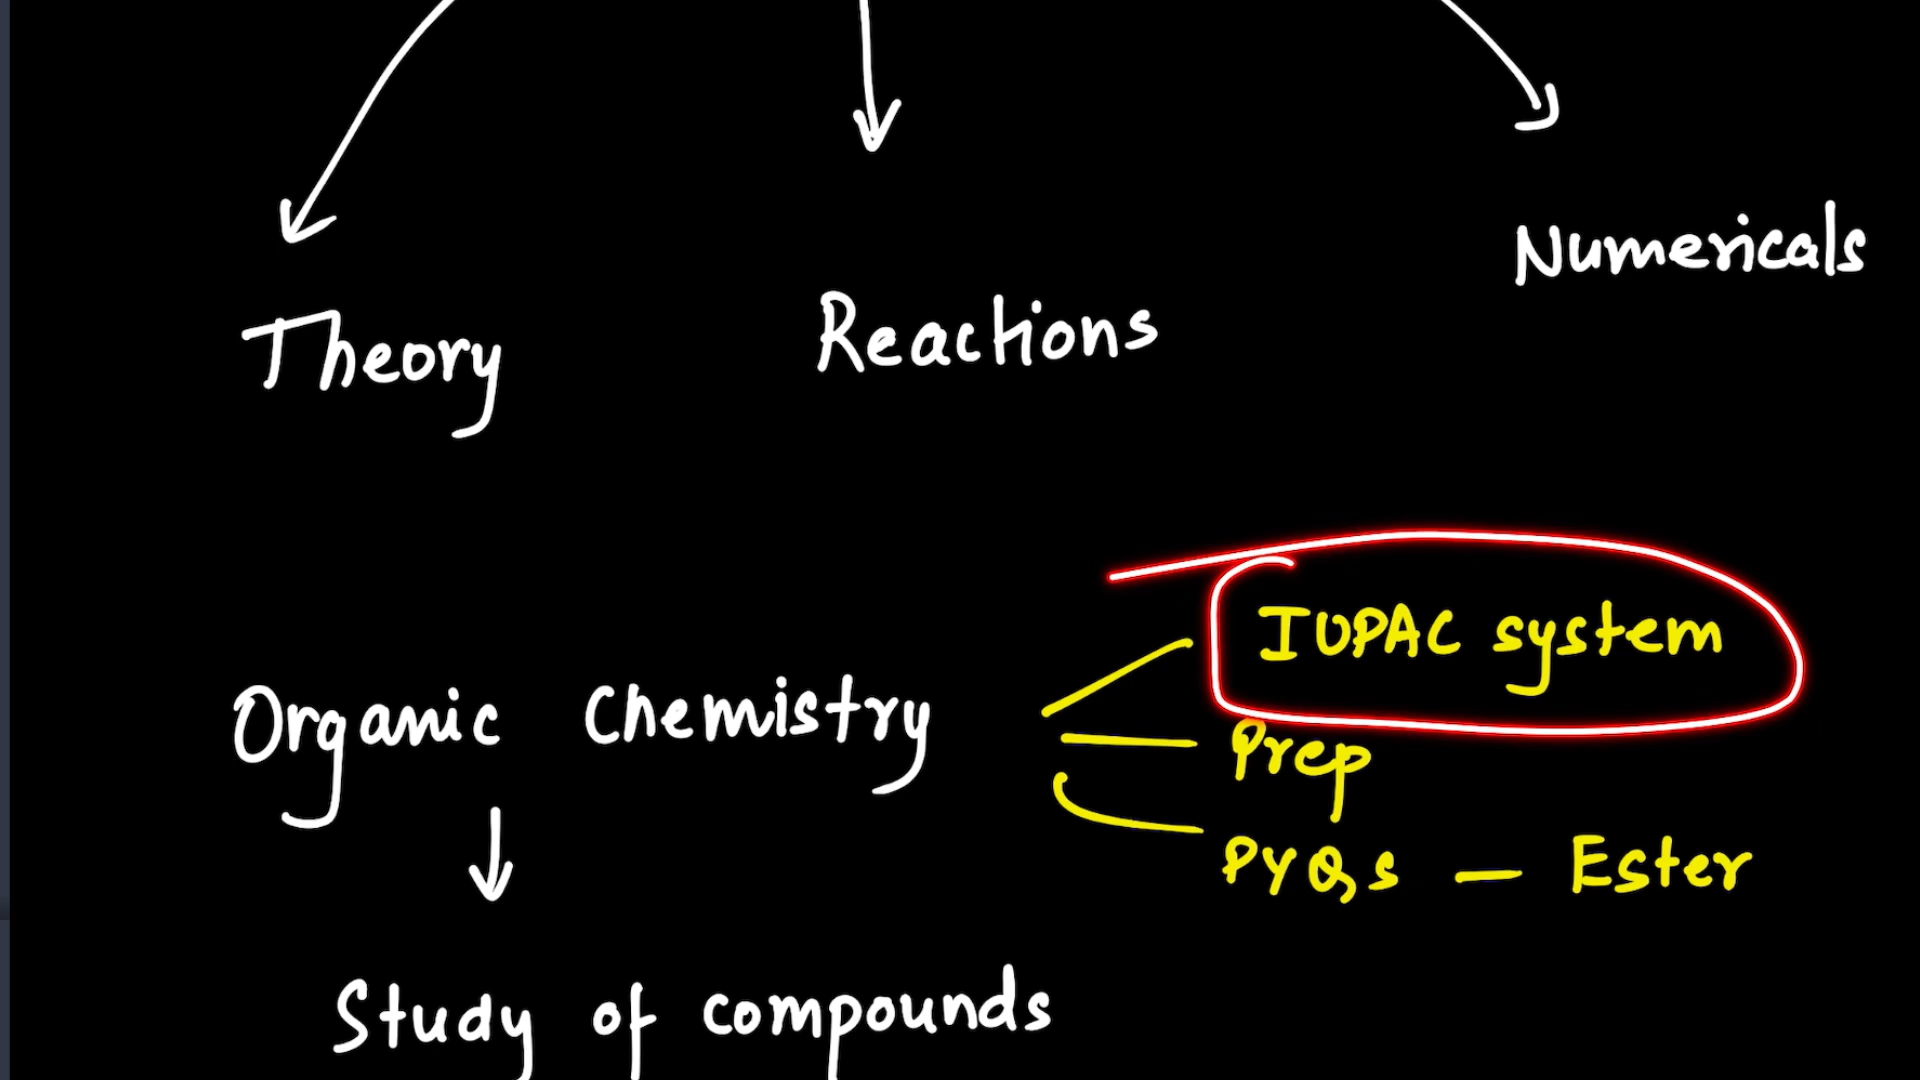 Numericals
Theory
Reactions
IUPAC system
Organic Chemistry
Prep
PYQs — Ester
Study of compounds